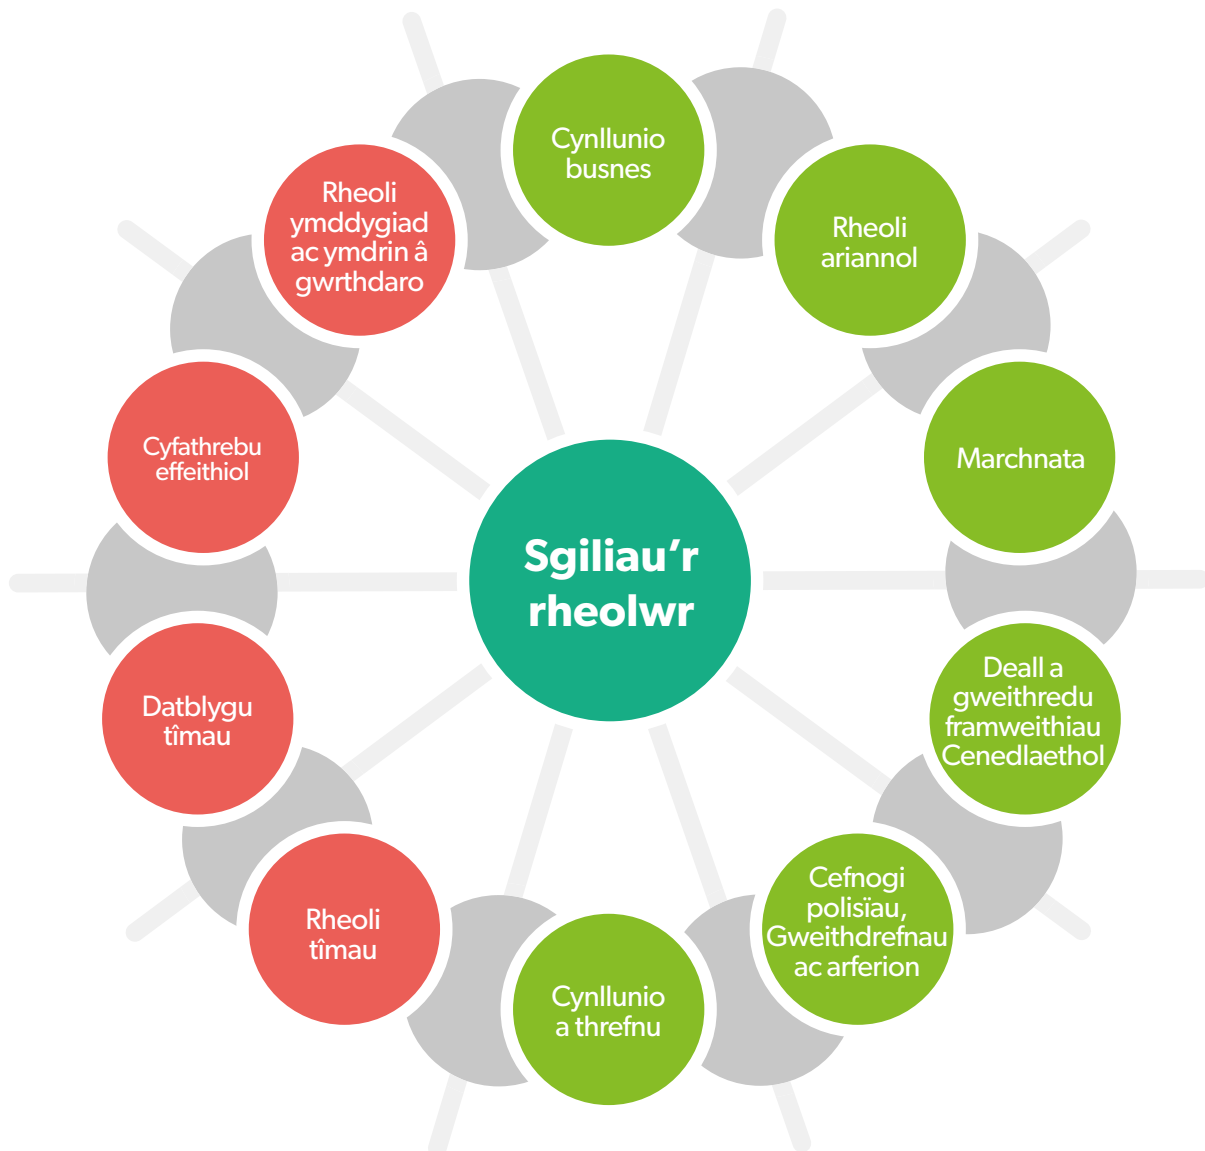 Cynllunio
busnes
Rheoli
ariannol
Marchnata
Deall a
gweithredu
framweithiau
Cenedlaethol
Cefnogi
polisïau,
Gweithdrefnau
ac arferion
Cynllunio
a threfnu
Rheoli
tîmau
Datblygu
tîmau
Cyfathrebu
effeithiol
Rheoli
ymddygiad
ac ymdrin â
gwrthdaro
Sgiliau’r
rheolwr